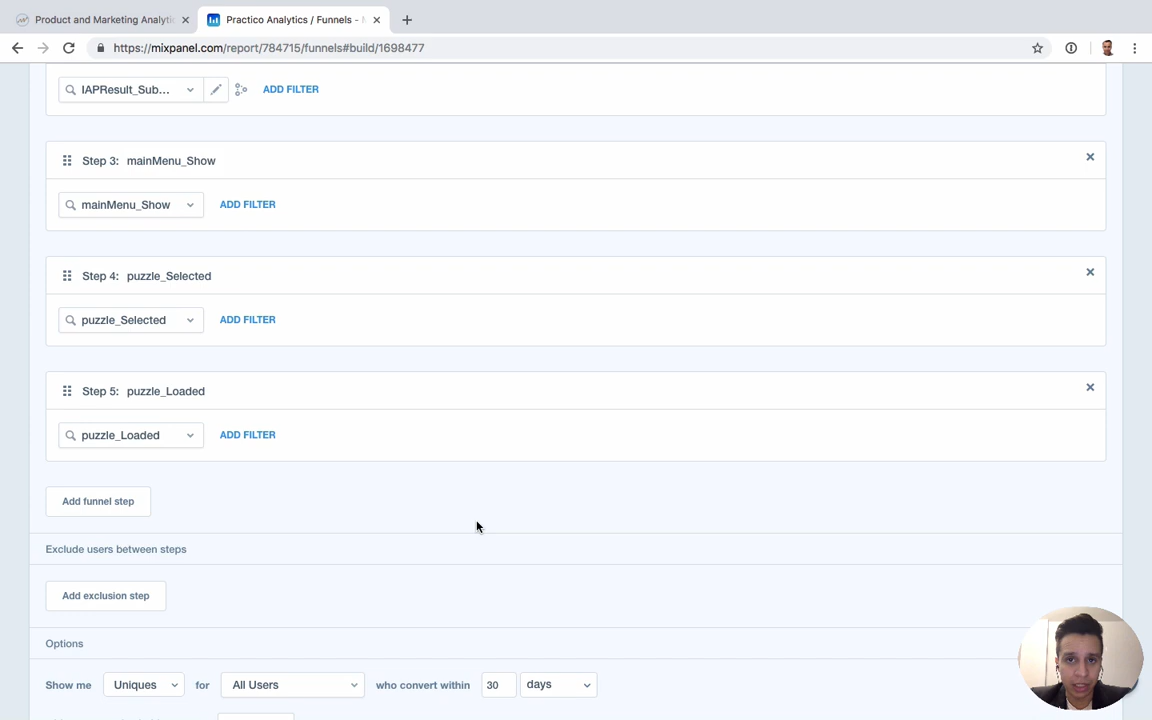 Product and Marketing Analytic
Practico Analytics / Funnels -
https://mixpanel.com/report/784715/funnels#build/1698477
IAPResult_Sub...
ADD FILTER
Step 3: mainMenu_Show
mainMenu_Show
ADD FILTER
Step 4: puzzle_Selected
puzzle_Selected
ADD FILTER
Step 5: puzzle_Loaded
puzzle_Loaded
ADD FILTER
Add funnel step
Exclude users between steps
Add exclusion step
Options
Show me Uniques for All Users who convert within 30 days